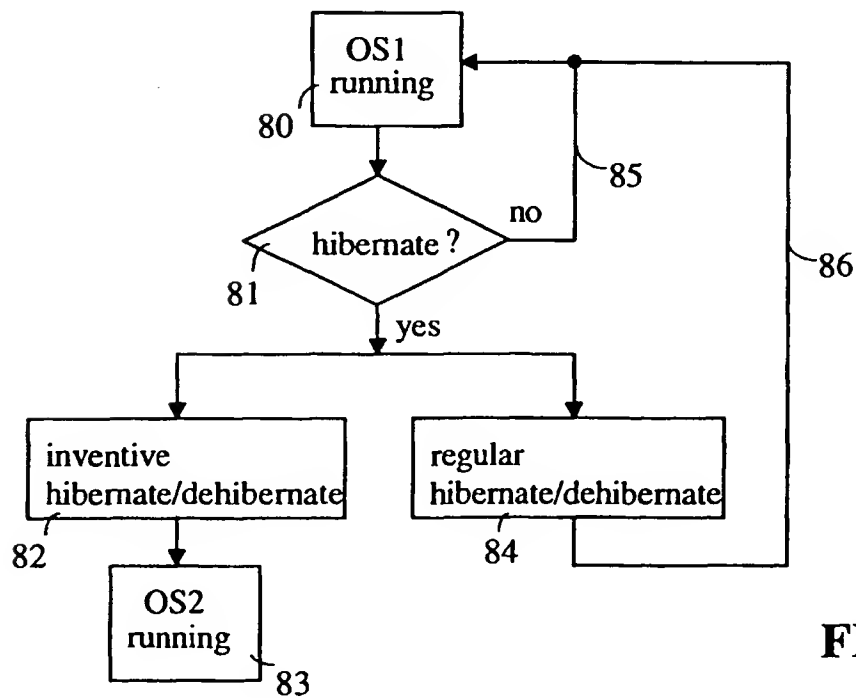 OS1
running
80
85
no
hibernate ?
81
86
yes
inventive
hibernate/dehibernate
regular
hibernate/dehibernate
82
84
OS2
running
83